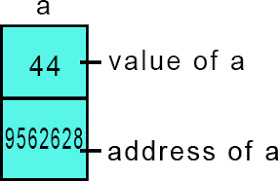 a
44
value of a
9562628
address of a